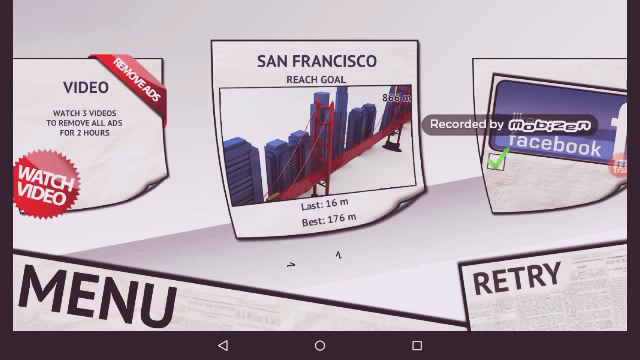 VIDEO
REMOVE ADS
WATCH 3 VIDEOS
TO REMOVE ALL ADS
FOR 2 HOURS
WATCH
VIDEO
SAN FRANCISCO
REACH GOAL
866 m
Last: 16 m
Best: 176 m
Recorded by mobizen
facebook
MENU
RETRY